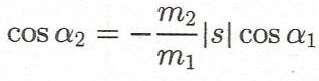 cos α₂ = − m₂/m₁ |s| cos α₁